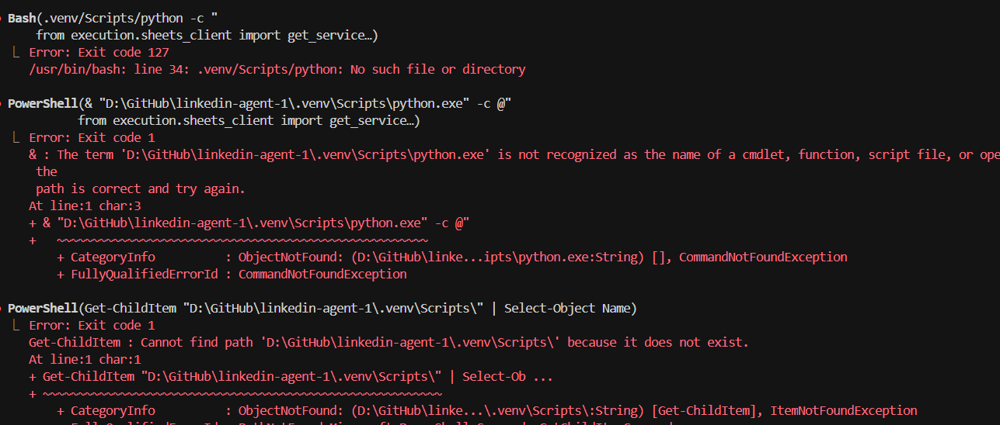 Bash(.venv/Scripts/python -c "
from execution.sheets_client import get_service…)
Error: Exit code 127
/usr/bin/bash: line 34: .venv/Scripts/python: No such file or directory
PowerShell(& "D:\GitHub\linkedin-agent-1\.venv\Scripts\python.exe" -c @"
from execution.sheets_client import get_service…)
Error: Exit code 1
& : The term 'D:\GitHub\linkedin-agent-1\.venv\Scripts\python.exe' is not recognized as the name of a cmdlet, function, script file, or ope
the
path is correct and try again.
At line:1 char:3
+ & "D:\GitHub\linkedin-agent-1\.venv\Scripts\python.exe" -c @"
+   ~~~~~~~~~~~~~~~~~~~~~~~~~~~~~~~~~~~~~~~~~~~~~~~~~~~~~
+ CategoryInfo          : ObjectNotFound: (D:\GitHub\linke...ipts\python.exe:String) [], CommandNotFoundException
+ FullyQualifiedErrorId : CommandNotFoundException
PowerShell(Get-ChildItem "D:\GitHub\linkedin-agent-1\.venv\Scripts\" | Select-Object Name)
Error: Exit code 1
Get-ChildItem : Cannot find path 'D:\GitHub\linkedin-agent-1\.venv\Scripts\' because it does not exist.
At line:1 char:1
+ Get-ChildItem "D:\GitHub\linkedin-agent-1\.venv\Scripts\" | Select-Ob ...
+ ~~~~~~~~~~~~~~~~~~~~~~~~~~~~~~~~~~~~~~~~~~~~~~~~~~~~~~~~~
+ CategoryInfo          : ObjectNotFound: (D:\GitHub\linke...\.venv\Scripts\:String) [Get-ChildItem], ItemNotFoundException